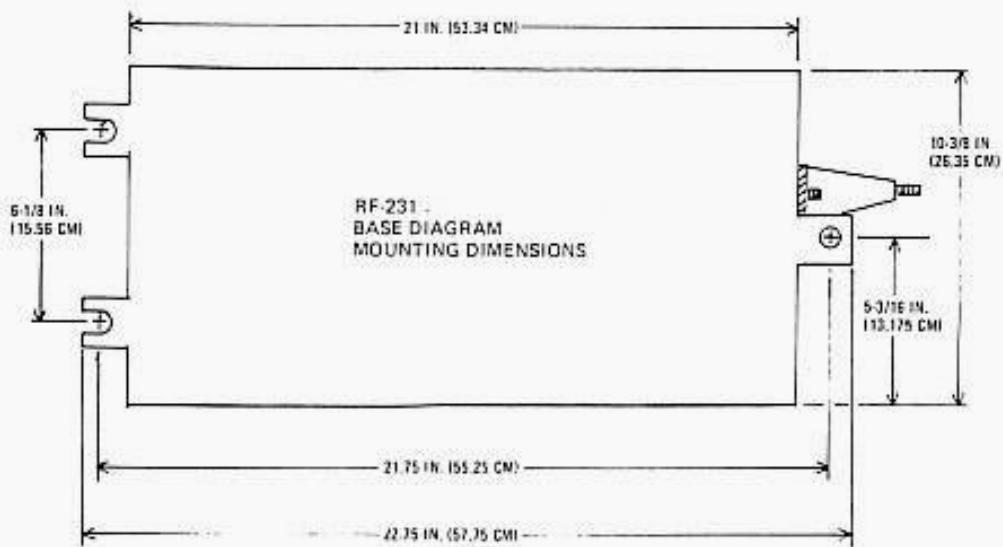 21 IN. (53.34 CM)
10-3/8 IN.
(26.35 CM)
6-1/8 IN.
(15.56 CM)
RF-231
BASE DIAGRAM
MOUNTING DIMENSIONS
5-3/16 IN.
(13.175 CM)
21.75 IN. (55.25 CM)
22.75 IN. (57.75 CM)